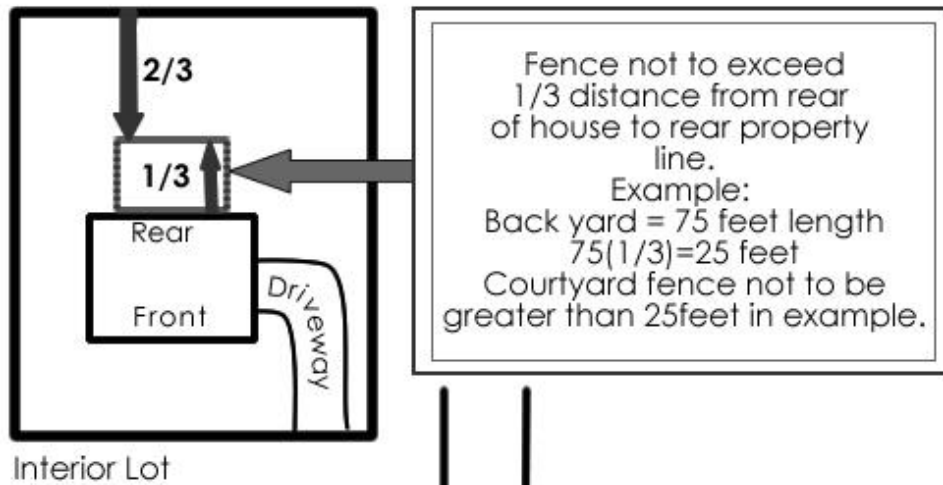 2/3
1/3
Rear
Front
Driveway
Interior Lot
Fence not to exceed
1/3 distance from rear
of house to rear property
line.
Example:
Back yard = 75 feet length
75(1/3)=25 feet
Courtyard fence not to be
greater than 25feet in example.